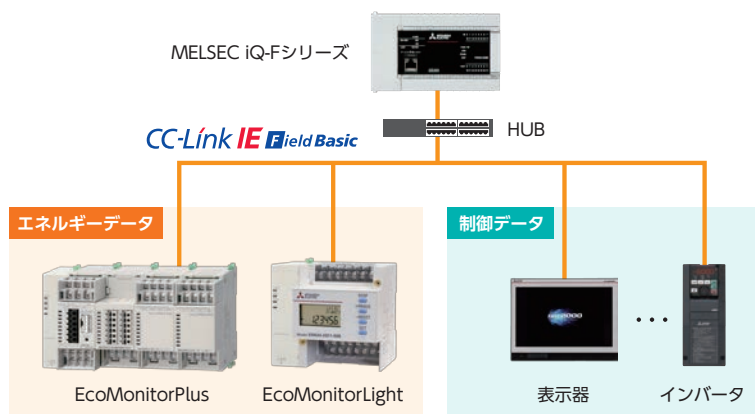 MELSEC iQ-Fシリーズ
HUB
CC-Link IE Field Basic
エネルギーデータ
制御データ
123456
EcoMonitorPlus
EcoMonitorLight
表示器
・・・
インバータ